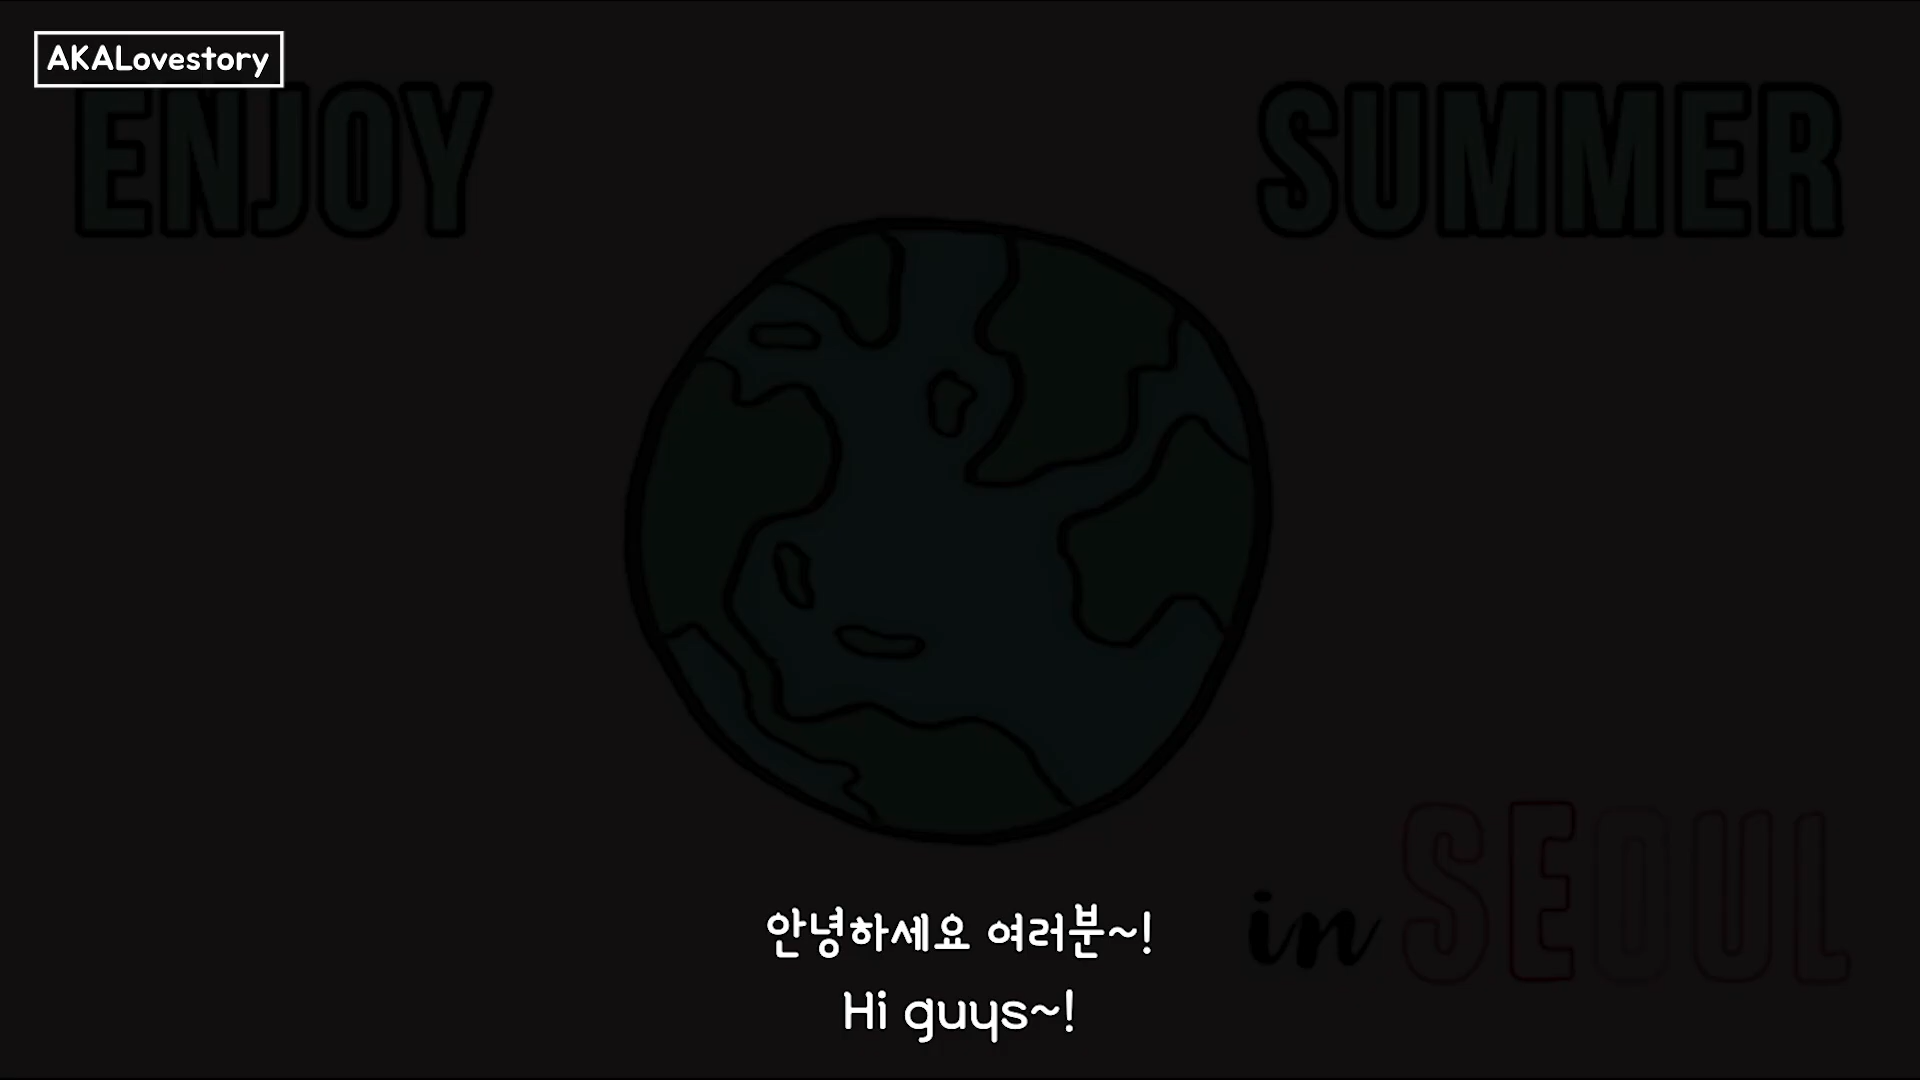 AKALovestory
ENJOY SUMMER
in SEOUL
안녕하세요 여러분~!
Hi guys~!